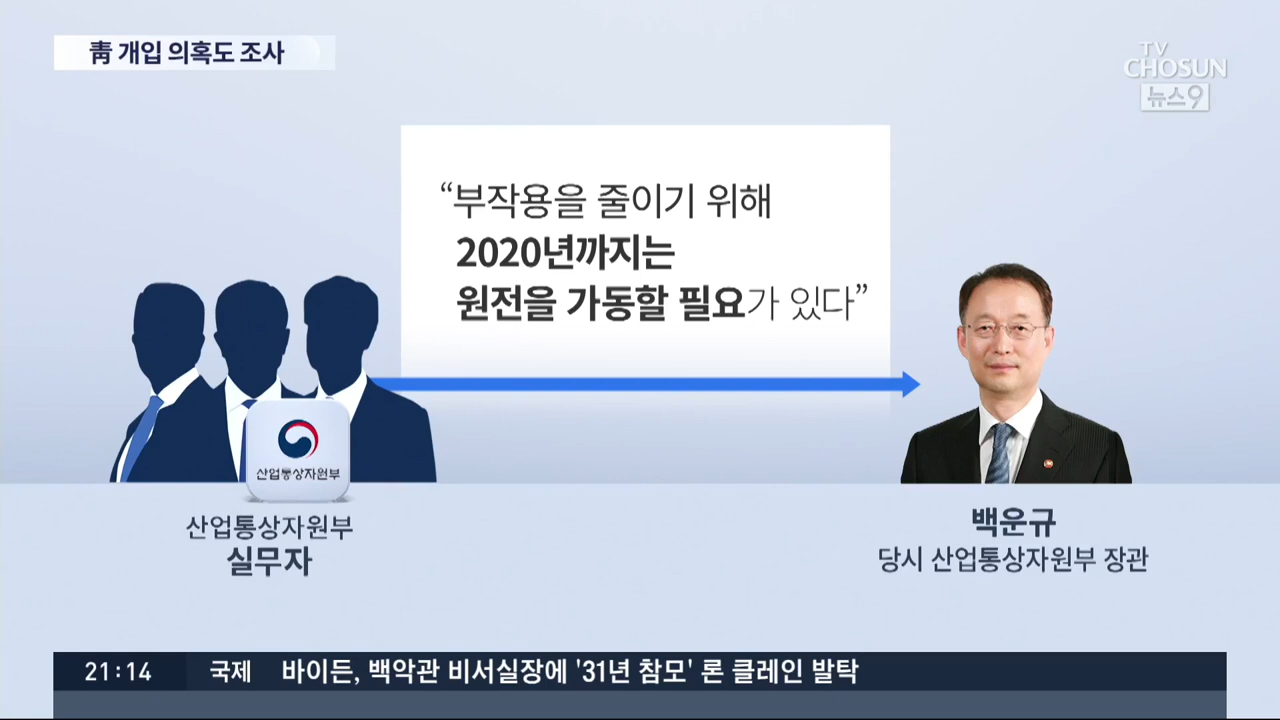 靑 개입 의혹도 조사
TV
CHOSUN
뉴스9
“부작용을 줄이기 위해
2020년까지는
원전을 가동할 필요가 있다”
산업통상자원부
산업통상자원부
실무자
백운규
당시 산업통상자원부 장관
21:14 국제 바이든, 백악관 비서실장에 '31년 참모' 론 클레인 발탁